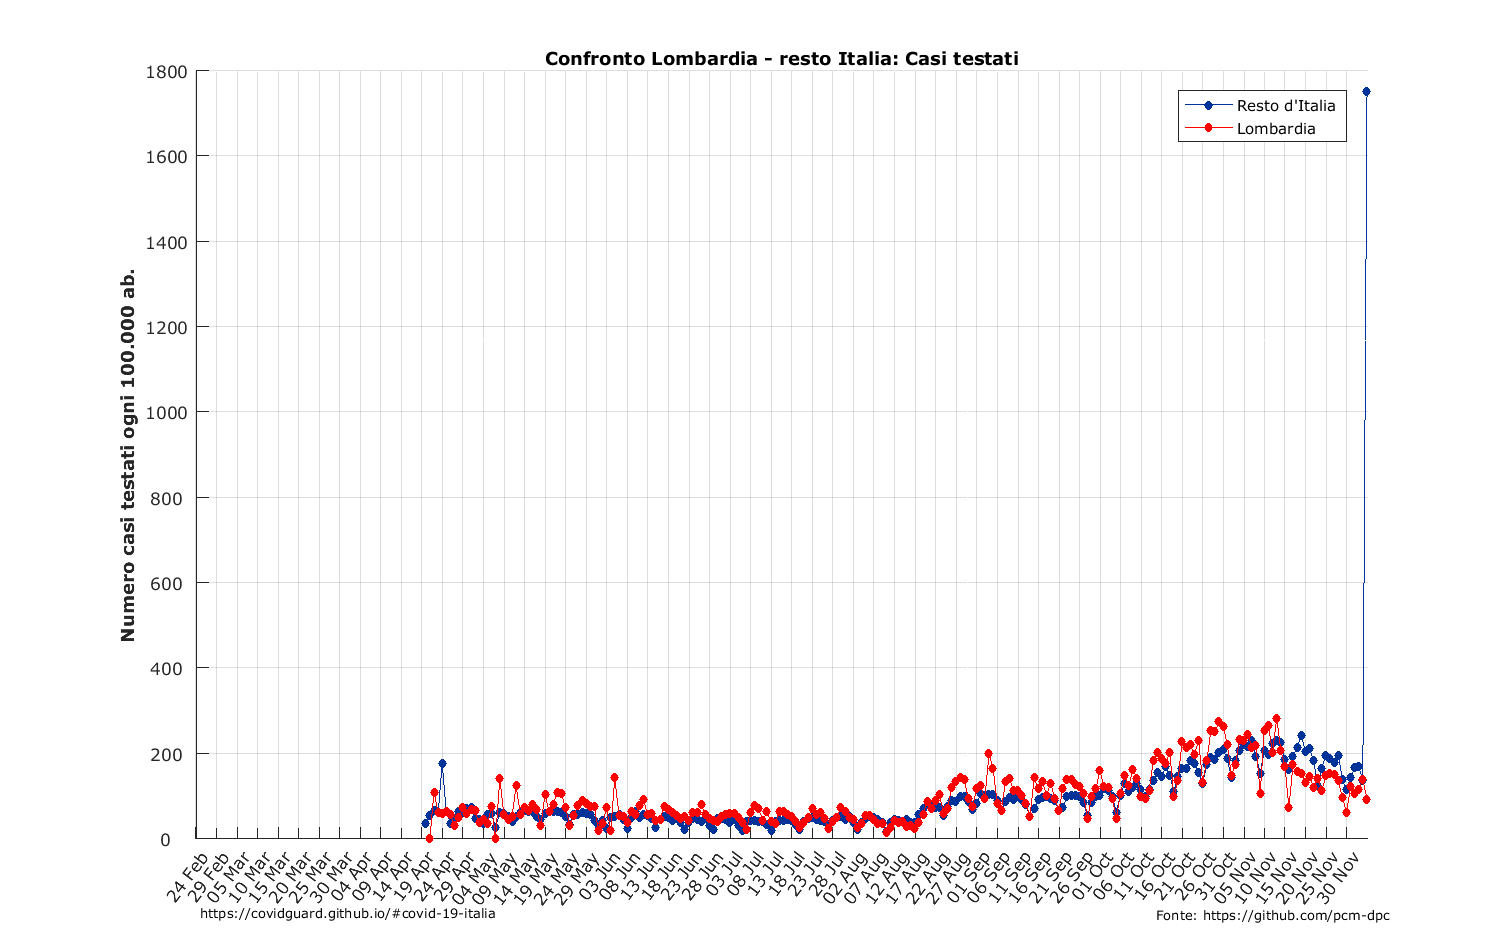 Confronto Lombardia - resto Italia: Casi testati
Resto d'Italia
Lombardia
Numero casi testati ogni 100.000 ab.
1800
1600
1400
1200
1000
800
600
400
200
0
24 Feb
29 Feb
05 Mar
10 Mar
15 Mar
20 Mar
25 Mar
30 Mar
04 Apr
09 Apr
14 Apr
19 Apr
24 Apr
29 Apr
04 May
09 May
14 May
19 May
24 May
29 May
03 Jun
08 Jun
13 Jun
18 Jun
23 Jun
28 Jun
03 Jul
08 Jul
13 Jul
18 Jul
23 Jul
28 Jul
02 Aug
07 Aug
12 Aug
17 Aug
22 Aug
27 Aug
01 Sep
06 Sep
11 Sep
16 Sep
21 Sep
26 Sep
01 Oct
06 Oct
11 Oct
16 Oct
21 Oct
26 Oct
31 Oct
05 Nov
10 Nov
15 Nov
20 Nov
25 Nov
30 Nov
https://covidguard.github.io/#covid-19-italia
Fonte: https://github.com/pcm-dpc